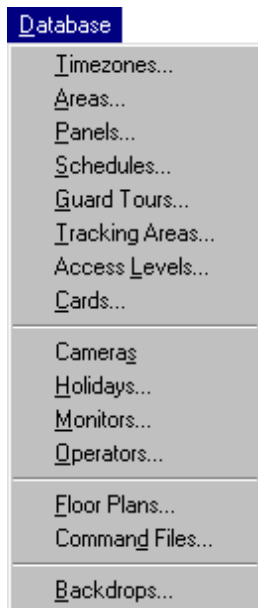 Database
Timezones...
Areas...
Panels...
Schedules...
Guard Tours...
Tracking Areas...
Access Levels...
Cards...
Cameras
Holidays...
Monitors...
Operators...
Floor Plans...
Command Files...
Backdrops...